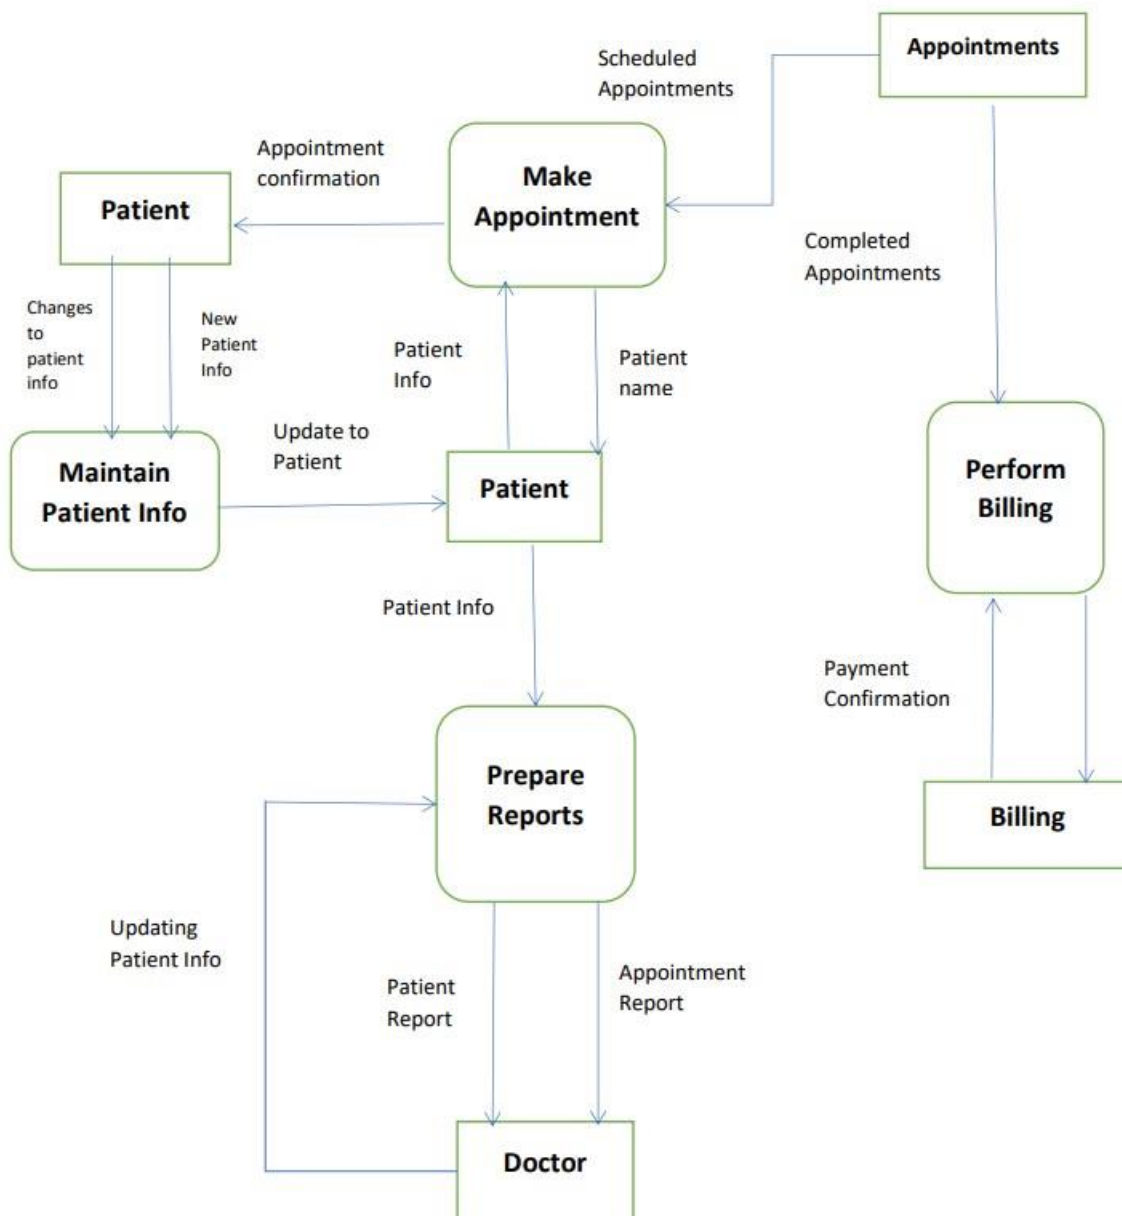 Appointments
Scheduled
Appointments
Make
Appointment
Appointment
confirmation
Patient
Completed
Appointments
Changes
to
patient
info
New
Patient
Info
Patient
Info
Patient
name
Update to
Patient
Maintain
Patient Info
Patient
Perform
Billing
Patient Info
Payment
Confirmation
Prepare
Reports
Billing
Updating
Patient Info
Patient
Report
Appointment
Report
Doctor